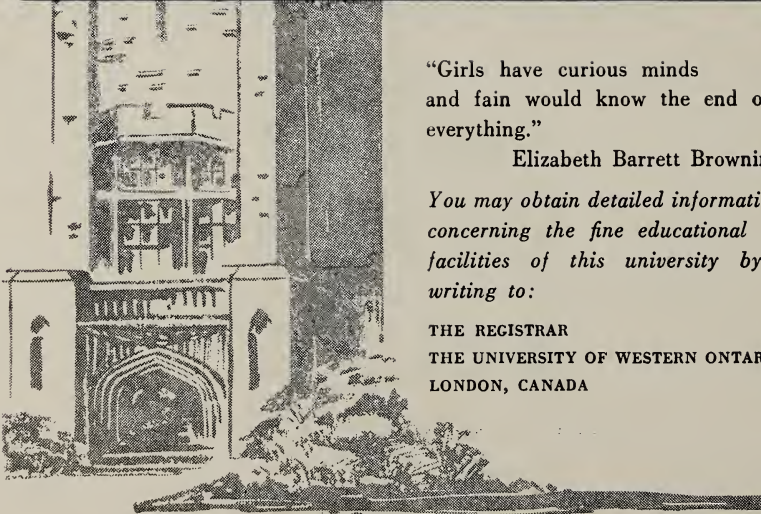 “Girls have curious minds
and fain would know the end o
everything.”
Elizabeth Barrett Browni
You may obtain detailed informati
concerning the fine educational
facilities of this university by
writing to:
THE REGISTRAR
THE UNIVERSITY OF WESTERN ONTAR
LONDON, CANADA